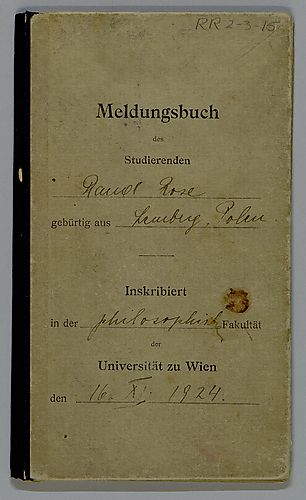 RR 2-3-15
Meldungsbuch
des
Studierenden
Rand Rose
gebürtig aus Lemberg, Polen
Inskribiert
in der philosophisch Fakultät
der
Universität zu Wien
den 16. XI. 1924.